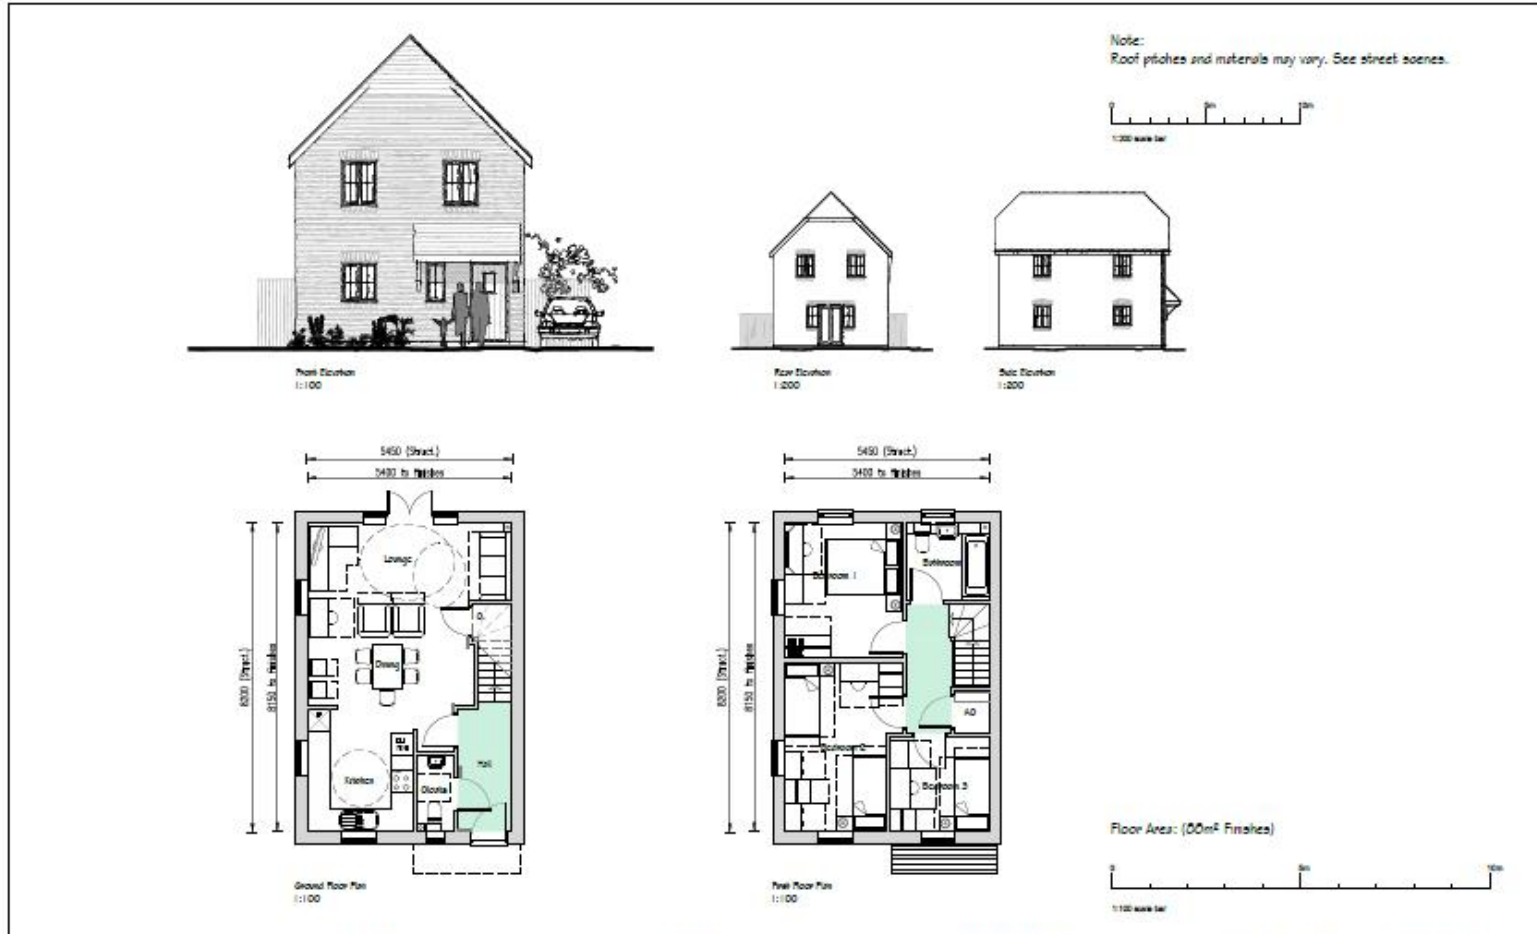 Note:
Roof pitches and materials may vary. See street scenes.
0 5m 10m
1:200 scale bar
Front Elevation
1:100
Rear Elevation
1:200
Side Elevation
1:200
5450 (Struct.)
5400 to Finishes
8200 (Struct.)
8150 to Finishes
Lounge
Dining
Kitchen
Cloaks
Hall
Ground Floor Plan
1:100
5450 (Struct.)
5400 to Finishes
8200 (Struct.)
8150 to Finishes
Bedroom 1
Bathroom
Bedroom 2
Bedroom 3
First Floor Plan
1:100
Floor Area: (88m² Finishes)
0 5m 10m
1:100 scale bar